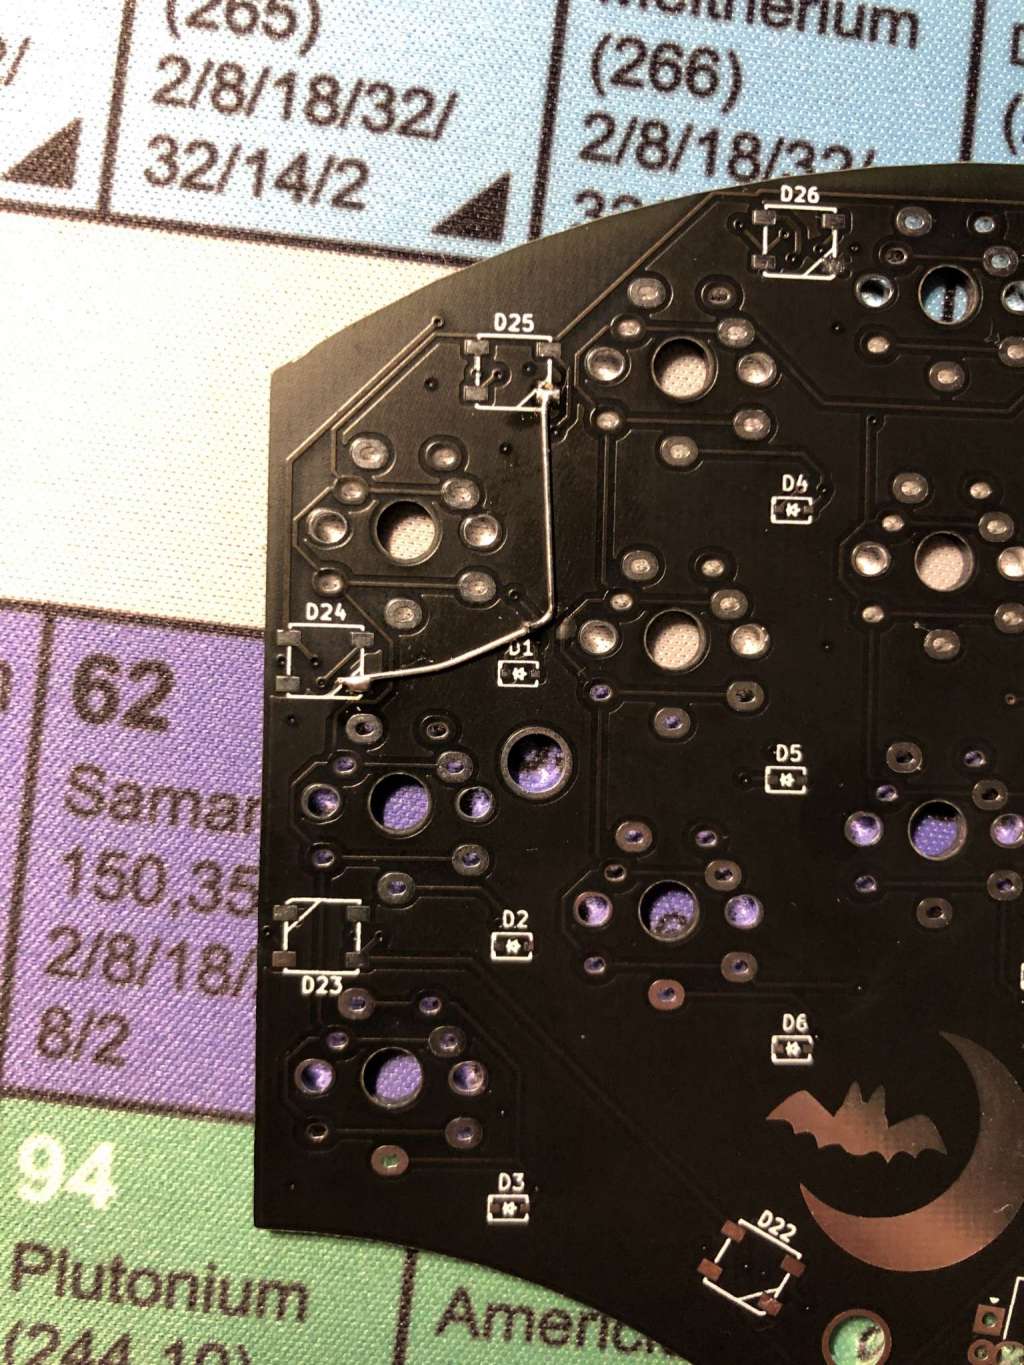 (265)
2/8/18/32/
32/14/2
(266)
2/8/18/32/
D26
D25
D4
D24
D1
62
D5
150,35
2/8/18/
8/2
D2
D23
D6
94
D3
Plutonium
D22